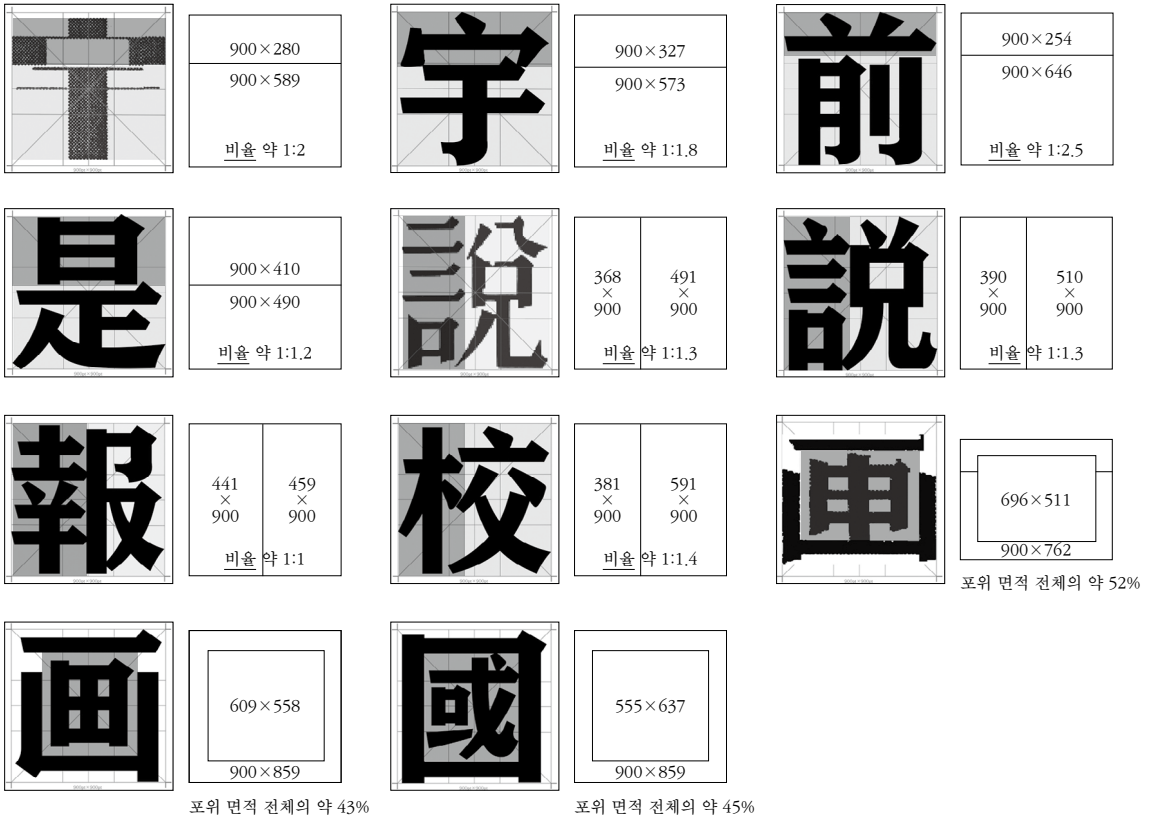 宇
900×280
900×589
비율 약 1:2
宇
900×327
900×573
비율 약 1:1.8
前
900×254
900×646
비율 약 1:2.5
是
900×410
900×490
비율 약 1:1.2
說
368
×
900
491
×
900
비율 약 1:1.3
説
390
×
900
510
×
900
비율 약 1:1.3
報
441
×
900
459
×
900
비율 약 1:1
校
381
×
900
591
×
900
비율 약 1:1.4
画
696×511
900×762
포위 면적 전체의 약 52%
画
609×558
900×859
포위 면적 전체의 약 43%
國
555×637
900×859
포위 면적 전체의 약 45%